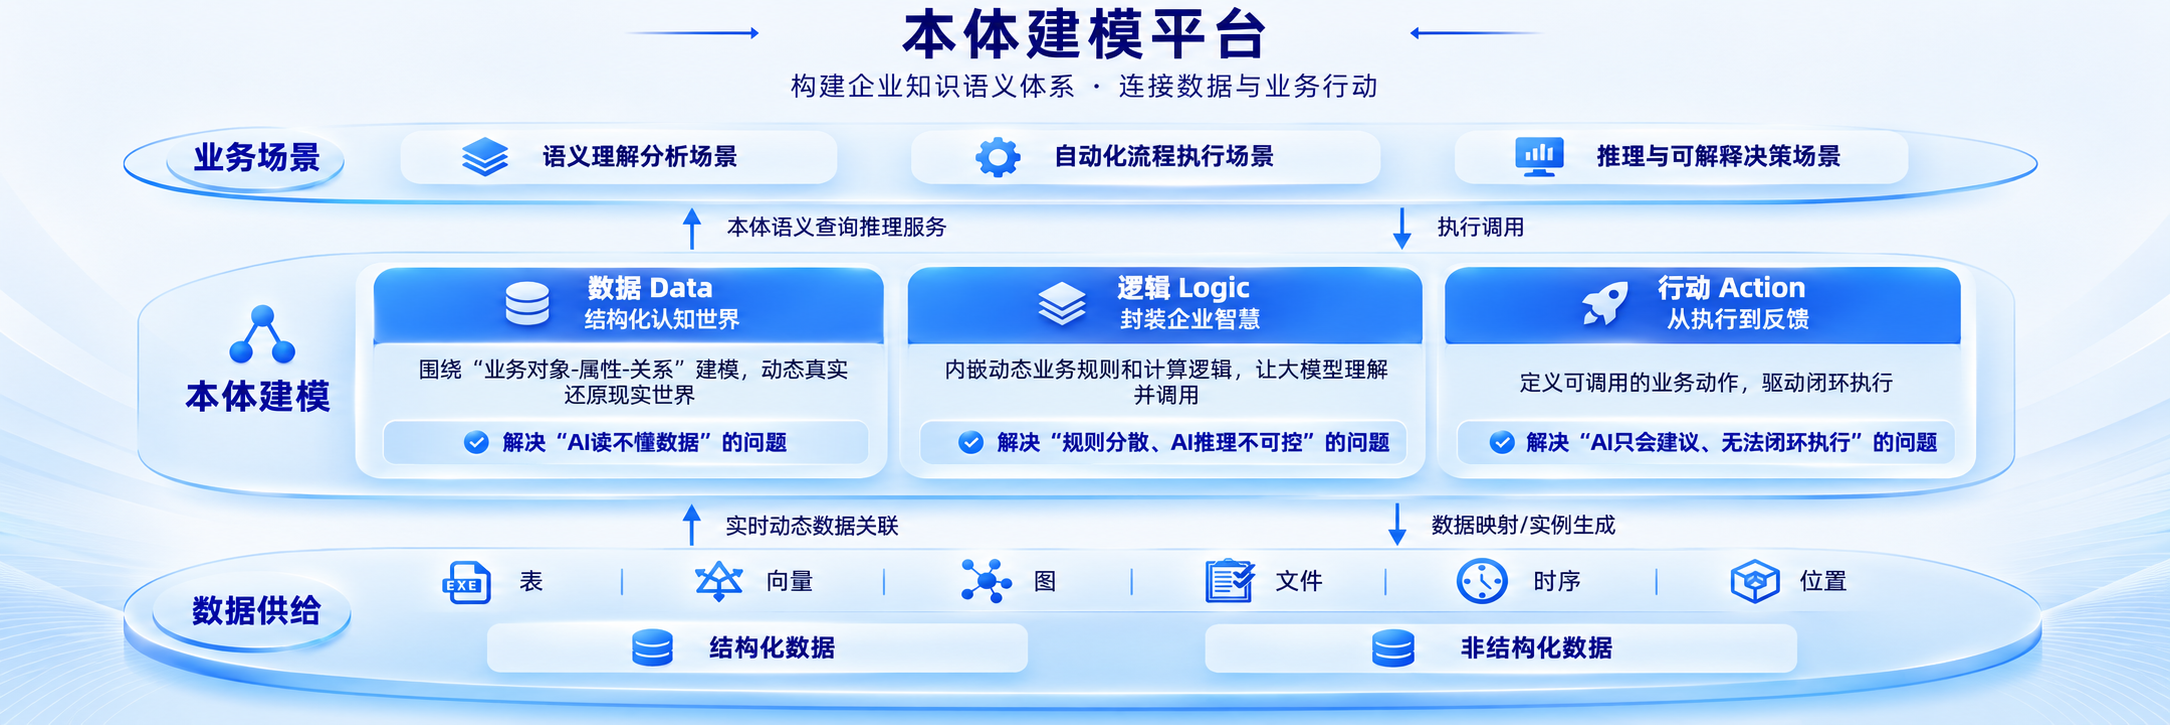 本体建模平台
构建企业知识语义体系 · 连接数据与业务行动
业务场景
语义理解分析场景
自动化流程执行场景
推理与可解释决策场景
本体语义查询推理服务
执行调用
本体建模
数据 Data
结构化认知世界
围绕“业务对象-属性-关系”建模，动态真实
还原现实世界
解决“AI读不懂数据”的问题
逻辑 Logic
封装企业智慧
内嵌动态业务规则和计算逻辑，让大模型理解
并调用
解决“规则分散、AI推理不可控”的问题
行动 Action
从执行到反馈
定义可调用的业务动作，驱动闭环执行
解决“AI只会建议、无法闭环执行”的问题
实时动态数据关联
数据映射/实例生成
数据供给
EXE
表
向量
图
文件
时序
位置
结构化数据
非结构化数据